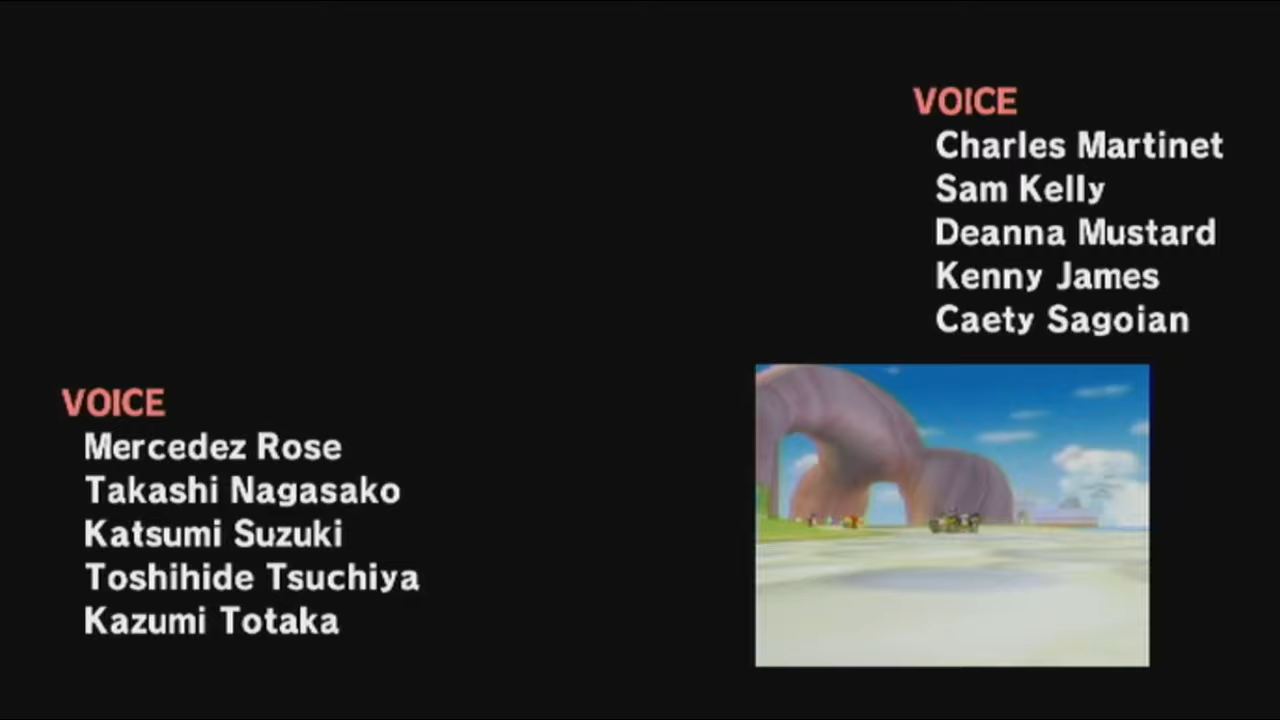 VOICE
Charles Martinet
Sam Kelly
Deanna Mustard
Kenny James
Caety Sagoian
VOICE
Mercedez Rose
Takashi Nagasako
Katsumi Suzuki
Toshihide Tsuchiya
Kazumi Totaka